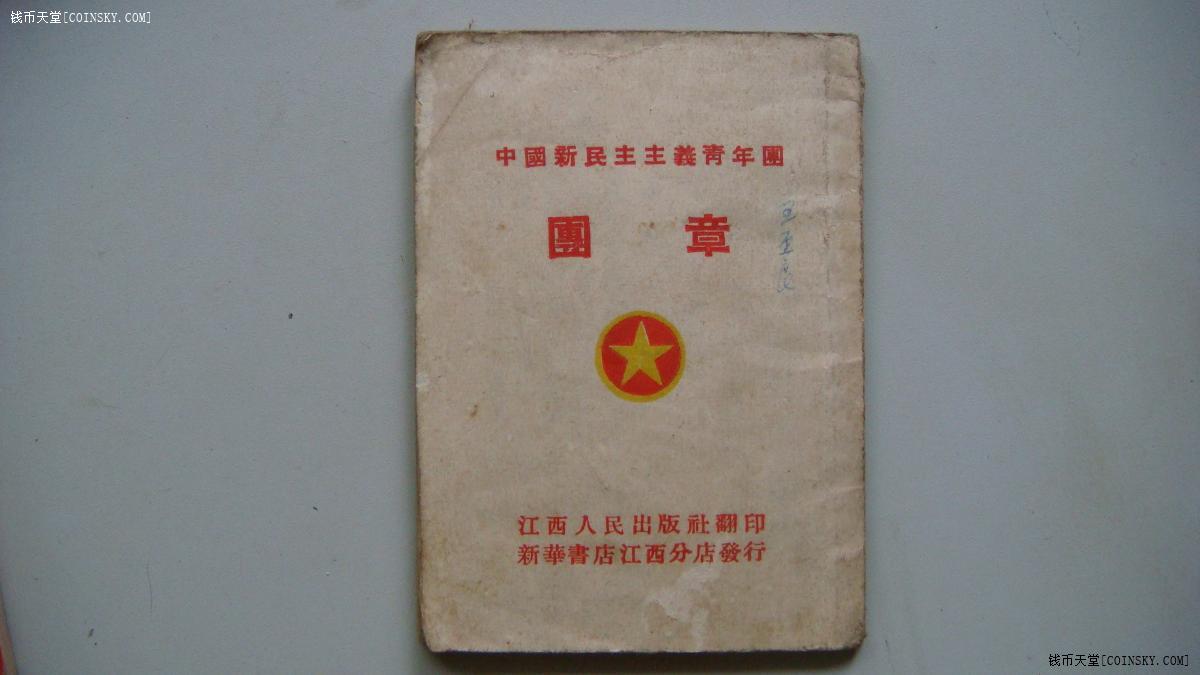 钱币天堂[COINSKY.COM]
中國新民主主義青年團
團 章
江西人民出版社翻印
新華書店江西分店發行
钱币天堂[COINSKY.COM]